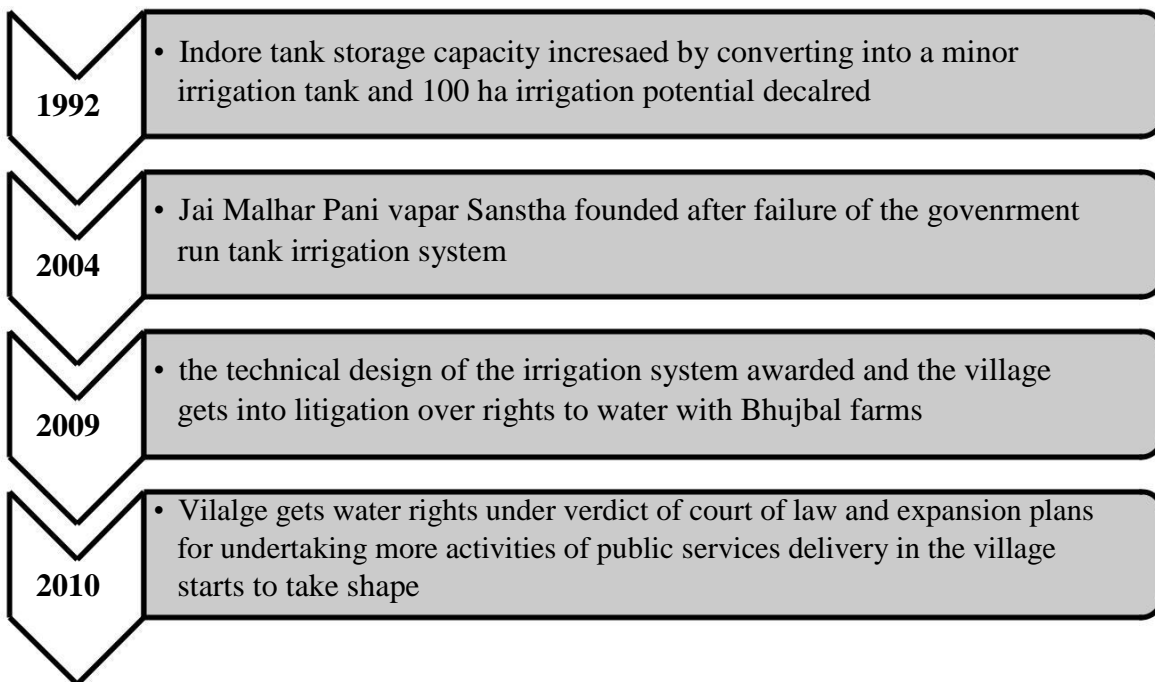 1992
• Indore tank storage capacity incresaed by converting into a minor
irrigation tank and 100 ha irrigation potential decalred
2004
• Jai Malhar Pani vapar Sanstha founded after failure of the govenrment
run tank irrigation system
2009
• the technical design of the irrigation system awarded and the village
gets into litigation over rights to water with Bhujbal farms
2010
• Vilalge gets water rights under verdict of court of law and expansion plans
for undertaking more activities of public services delivery in the village
starts to take shape